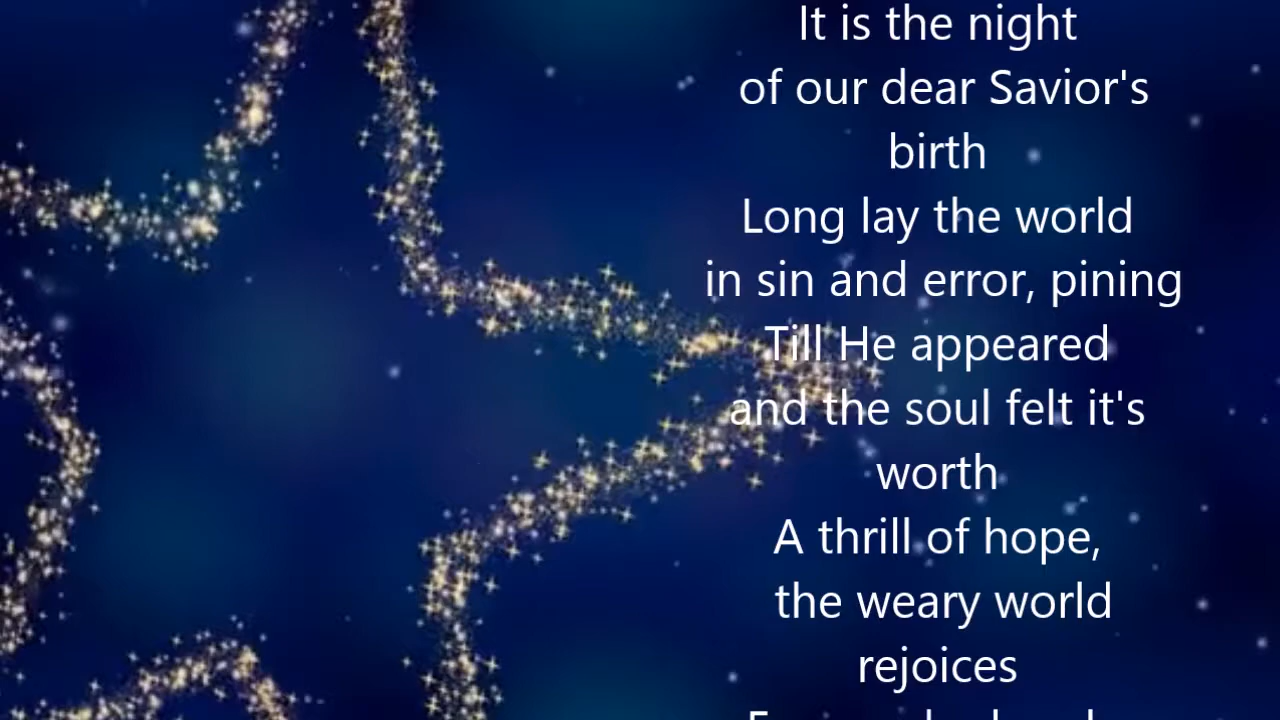 It is the night
of our dear Savior's
birth
Long lay the world
in sin and error, pining
Till He appeared
and the soul felt it's
worth
A thrill of hope,
the weary world
rejoices